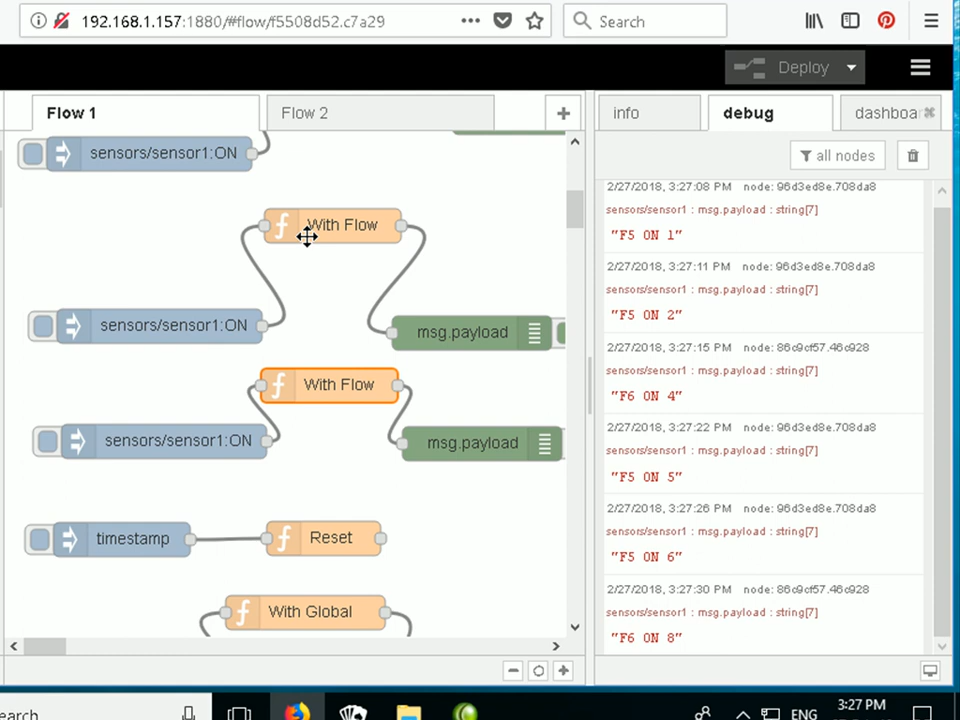 192.168.1.157:1880/#flow/f5508d52.c7a29
Search
Deploy
Flow 1
Flow 2
info
debug
dashboar
all nodes
sensors/sensor1:ON
With Flow
sensors/sensor1:ON
msg.payload
With Flow
sensors/sensor1:ON
msg.payload
timestamp
Reset
With Global
2/27/2018, 3:27:08 PM node: 96d3ed8e.708da8
sensors/sensor1 : msg.payload : string[7]
"F5 ON 1"
2/27/2018, 3:27:11 PM node: 96d3ed8e.708da8
sensors/sensor1 : msg.payload : string[7]
"F5 ON 2"
2/27/2018, 3:27:15 PM node: 86c9cf57.46c928
sensors/sensor1 : msg.payload : string[7]
"F6 ON 4"
2/27/2018, 3:27:22 PM node: 96d3ed8e.708da8
sensors/sensor1 : msg.payload : string[7]
"F5 ON 5"
2/27/2018, 3:27:26 PM node: 96d3ed8e.708da8
sensors/sensor1 : msg.payload : string[7]
"F5 ON 6"
2/27/2018, 3:27:30 PM node: 86c9cf57.46c928
sensors/sensor1 : msg.payload : string[7]
"F6 ON 8"
earch
ENG
3:27 PM